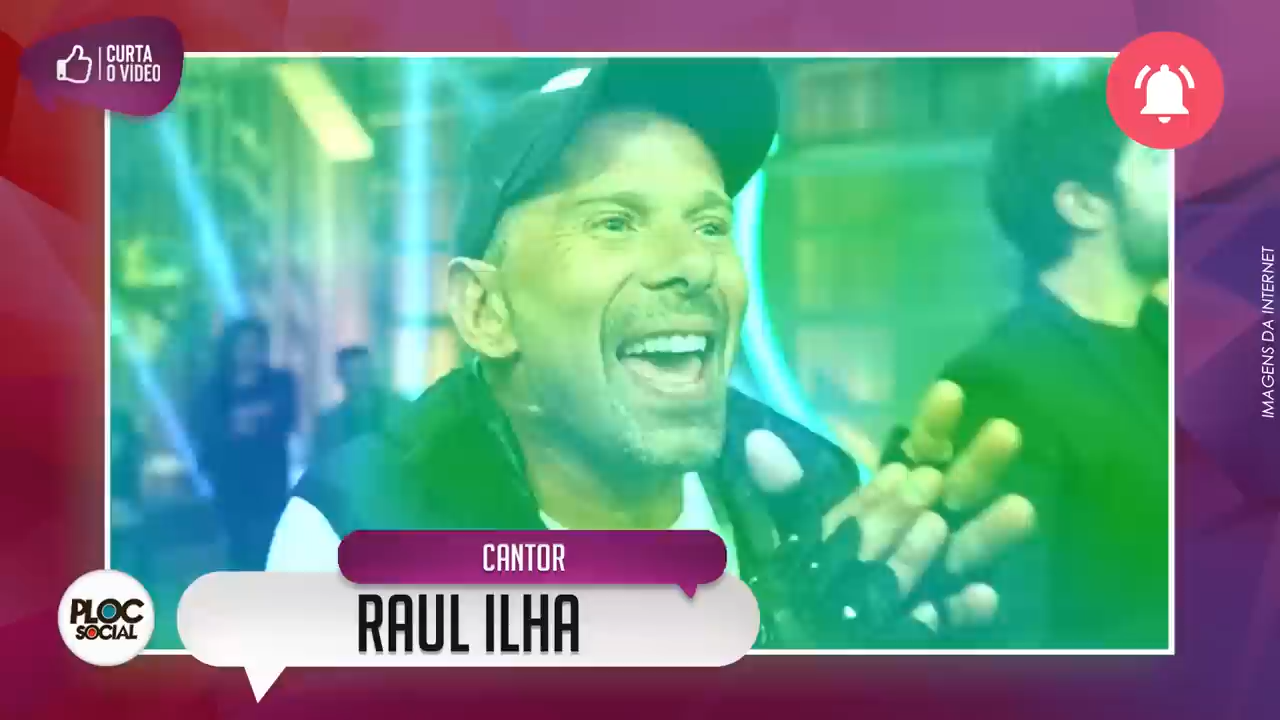 CURTA
O VIDEO
IMAGENS DA INTERNET
CANTOR
RAUL ILHA
PLOC
SOCIAL